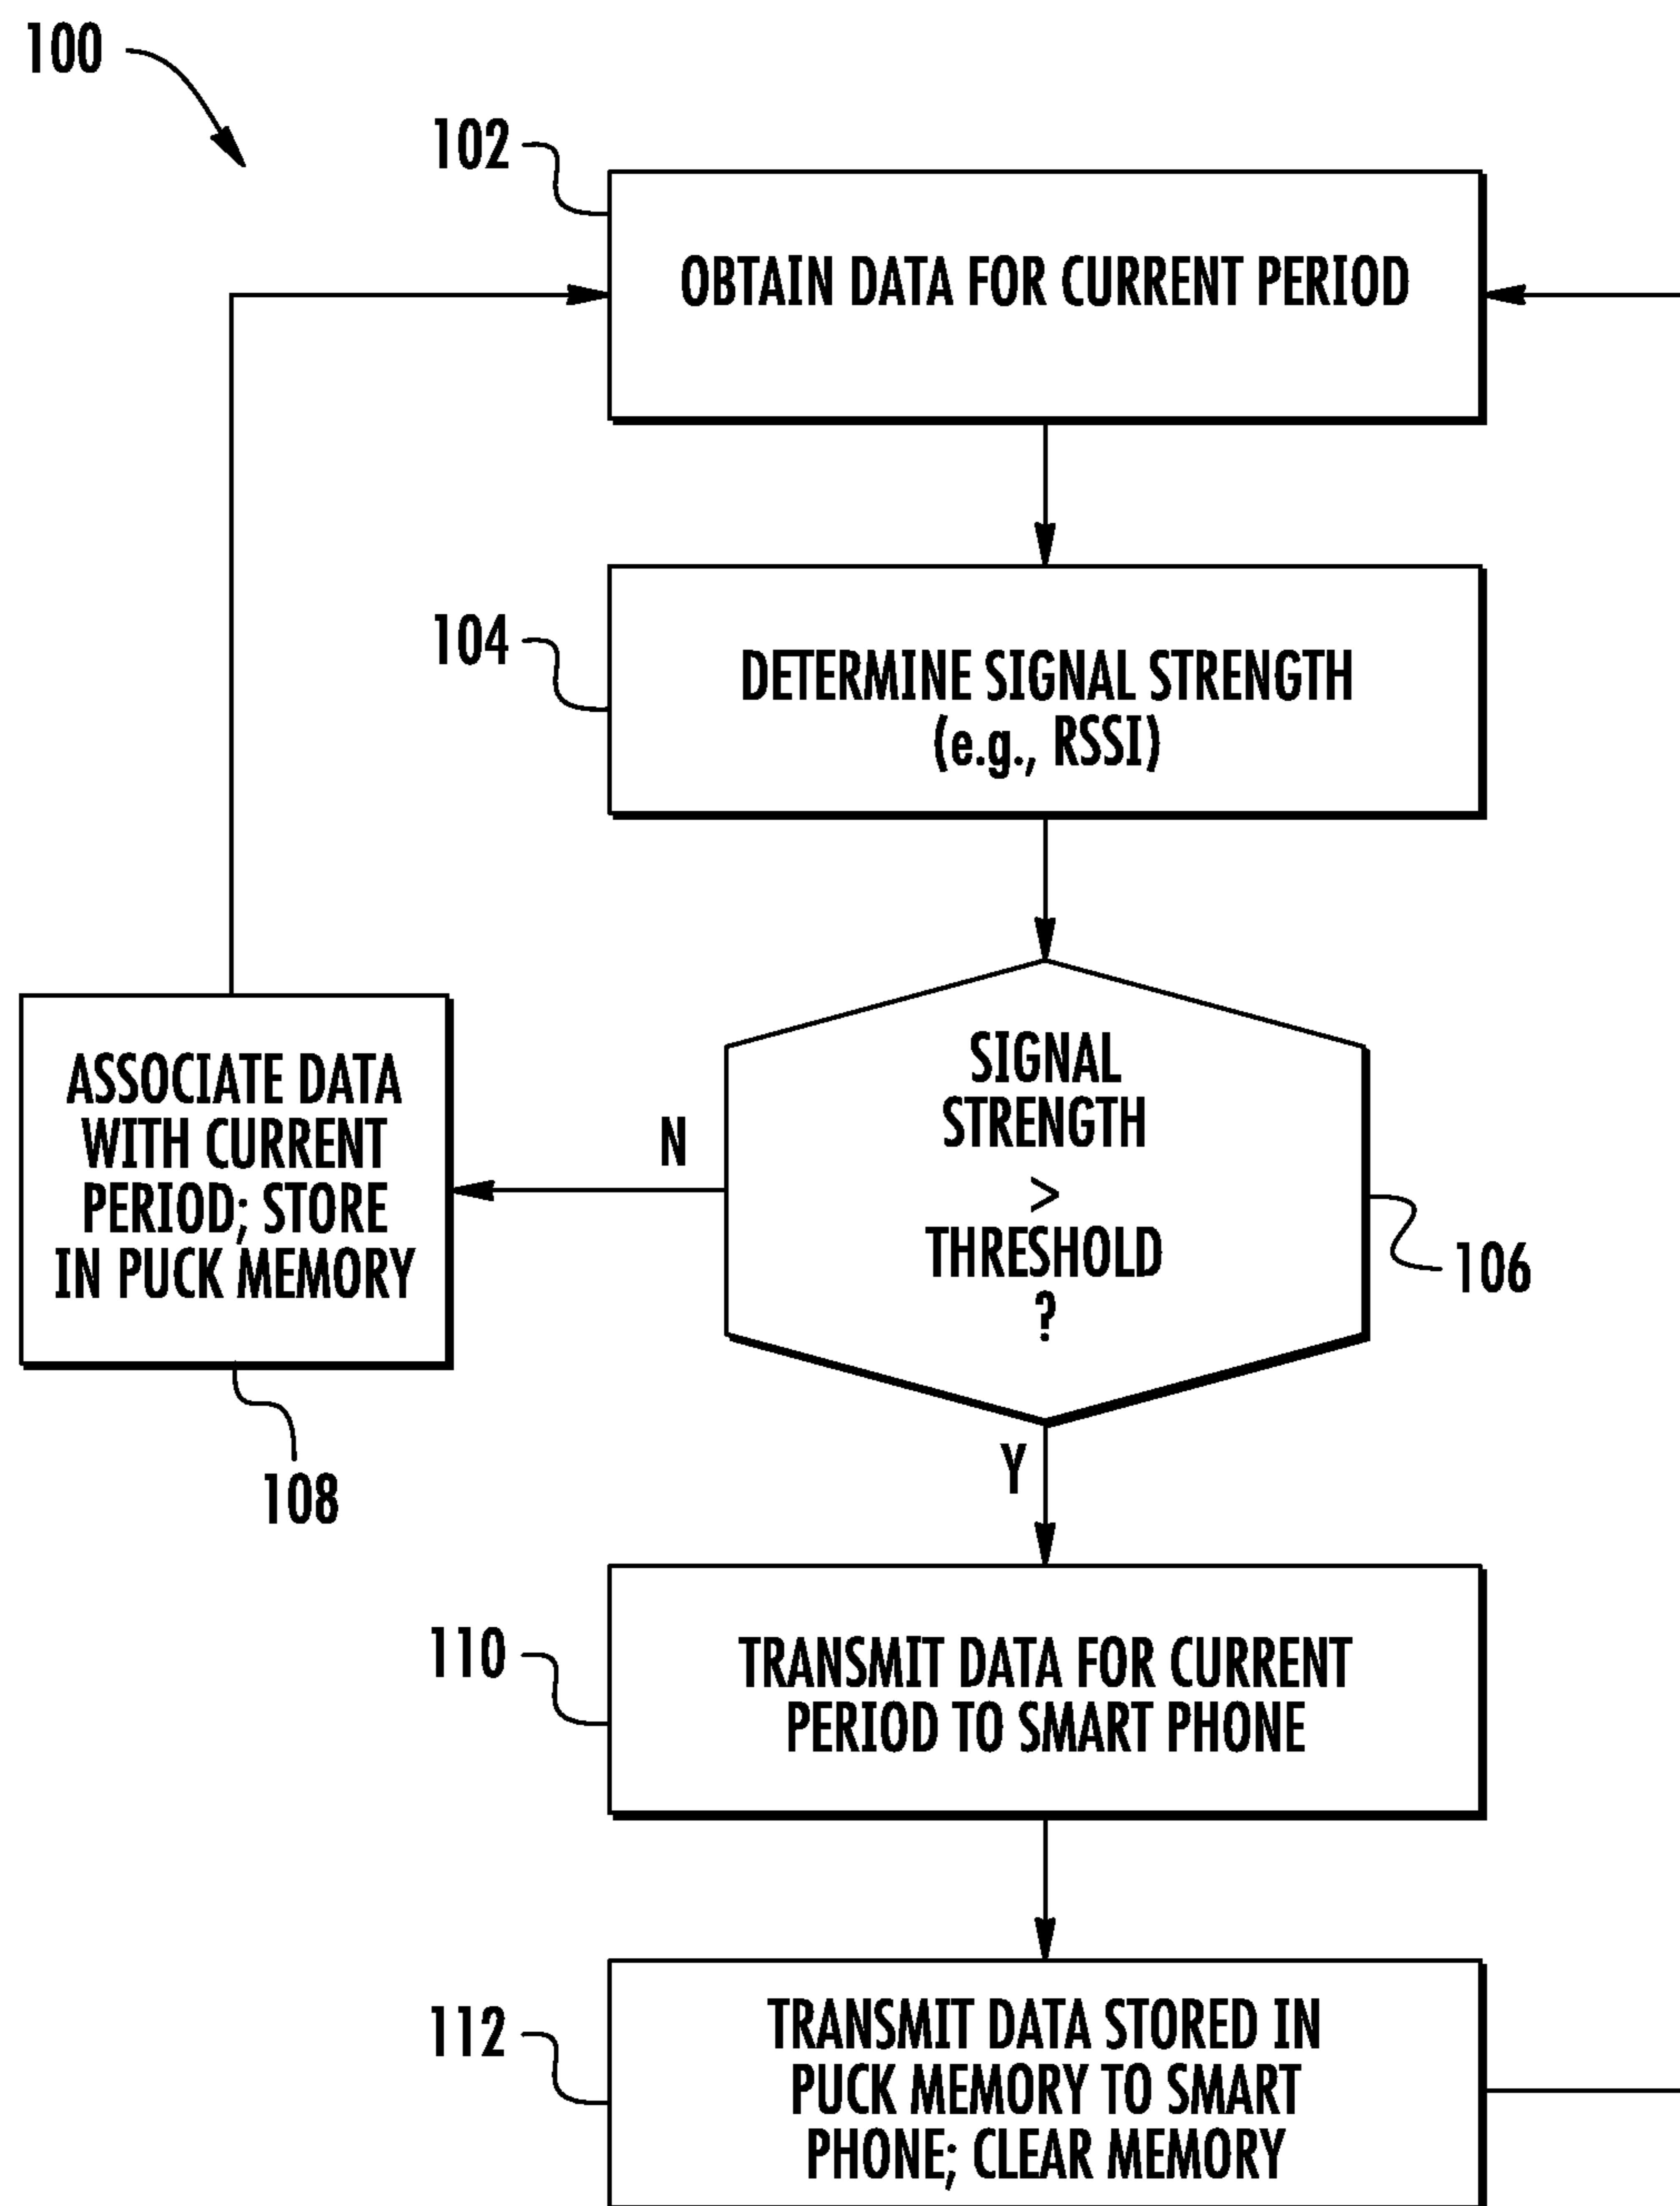 100
102
OBTAIN DATA FOR CURRENT PERIOD
104
DETERMINE SIGNAL STRENGTH
(e.g., RSSI)
SIGNAL
STRENGTH
>
THRESHOLD
?
106
N
ASSOCIATE DATA
WITH CURRENT
PERIOD; STORE
IN PUCK MEMORY
108
Y
110
TRANSMIT DATA FOR CURRENT
PERIOD TO SMART PHONE
112
TRANSMIT DATA STORED IN
PUCK MEMORY TO SMART
PHONE; CLEAR MEMORY